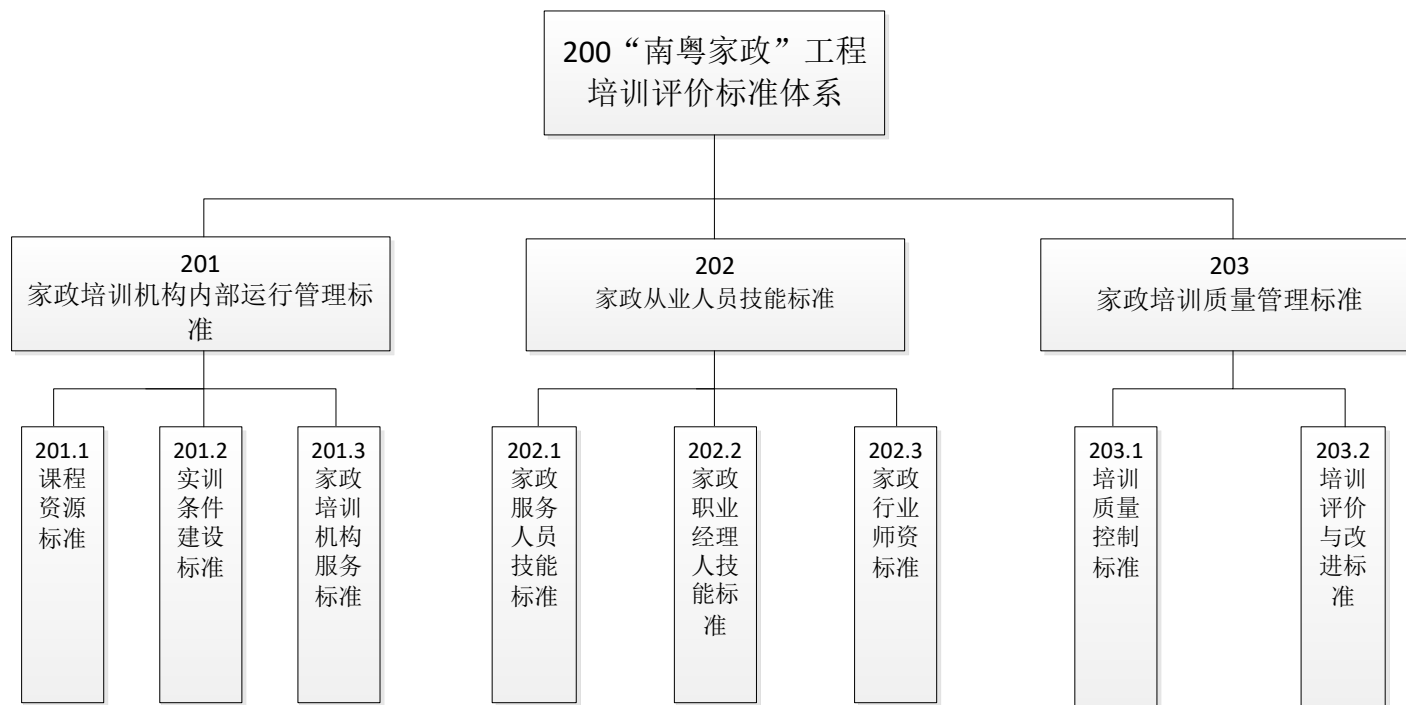 200“南粤家政”工程
培训评价标准体系
201
家政培训机构内部运行管理标
准
202
家政从业人员技能标准
203
家政培训质量管理标准
201.1
课程
资源
标准
201.2
实训
条件
建设
标准
201.3
家政
培训
机构
服务
标准
202.1
家政
服务
人员
技能
标准
202.2
家政
职业
经理
人技
能标
准
202.3
家政
行业
师资
标准
203.1
培训
质量
控制
标准
203.2
培训
评价
与改
进标
准